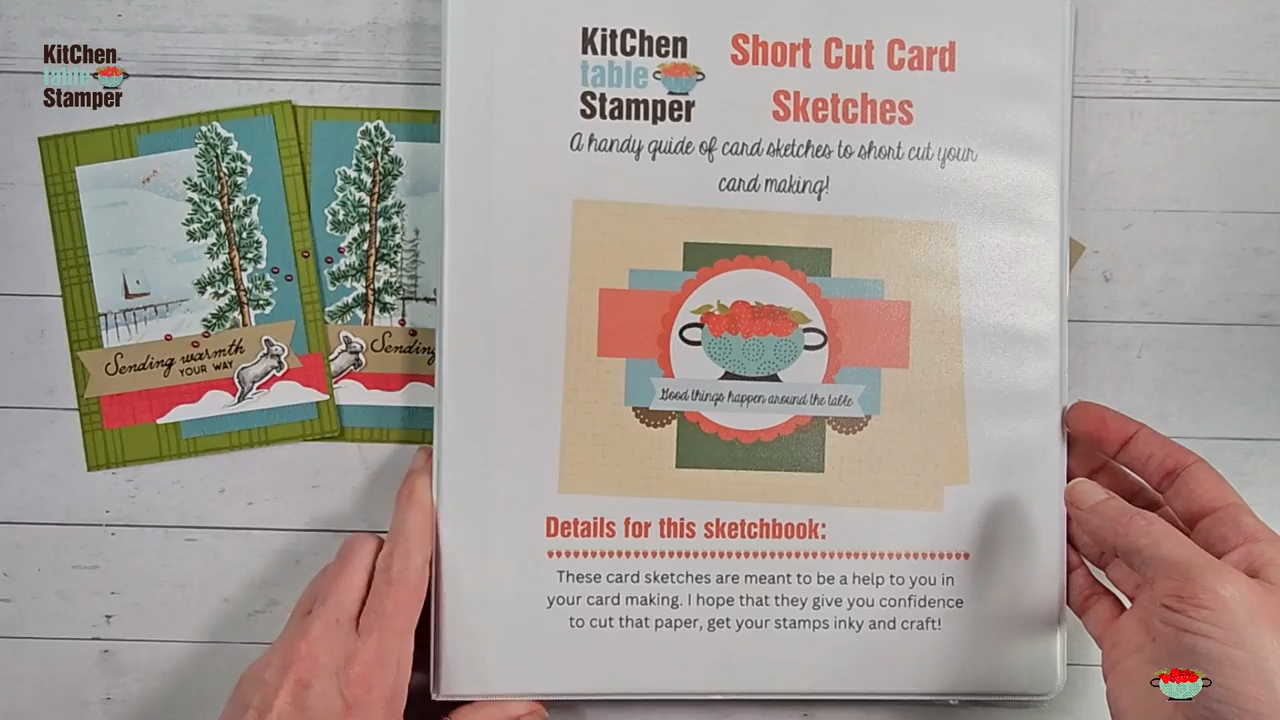 KitChen
table
Stamper
Sending warmth
YOUR WAY
Sending
KitChen
table
Stamper
Short Cut Card
Sketches
A handy guide of card sketches to short cut your
card making!
Good things happen around the table
Details for this sketchbook:
These card sketches are meant to be a help to you in
your card making. I hope that they give you confidence
to cut that paper, get your stamps inky and craft!